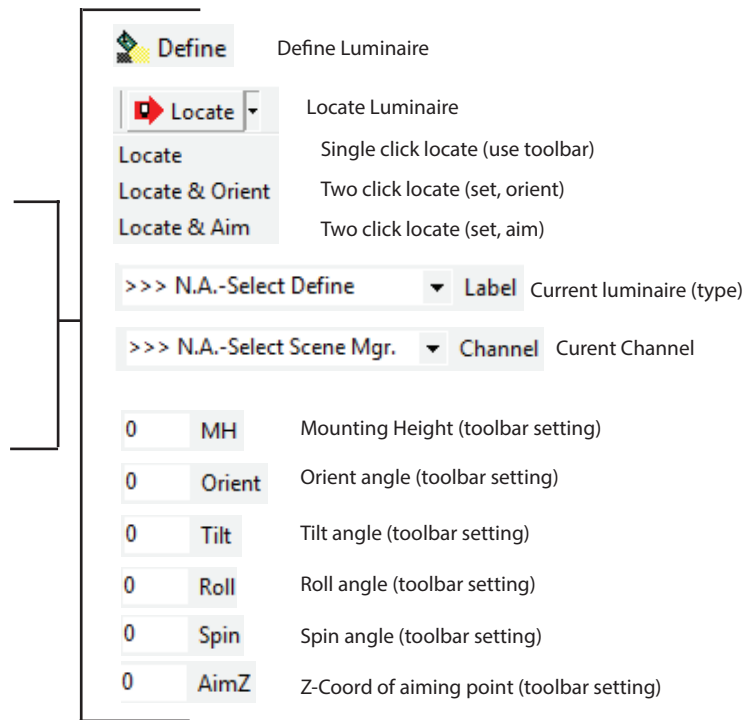 Define Define Luminaire
Locate Locate Luminaire
Locate Single click locate (use toolbar)
Locate & Orient Two click locate (set, orient)
Locate & Aim Two click locate (set, aim)
>>> N.A.-Select Define Label Current luminaire (type)
>>> N.A.-Select Scene Mgr. Channel Curent Channel
0 MH Mounting Height (toolbar setting)
0 Orient Orient angle (toolbar setting)
0 Tilt Tilt angle (toolbar setting)
0 Roll Roll angle (toolbar setting)
0 Spin Spin angle (toolbar setting)
0 AimZ Z-Coord of aiming point (toolbar setting)